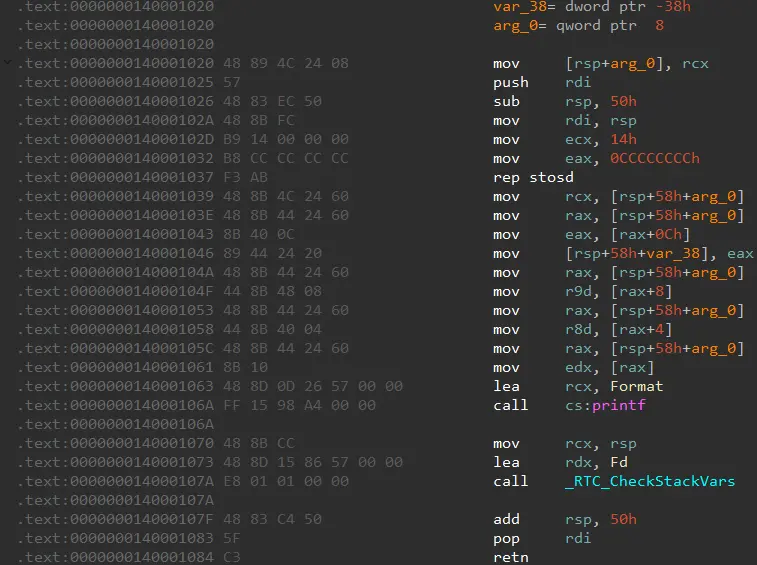 .text:0000000140001020 var_38= dword ptr -38h
.text:0000000140001020 arg_0= qword ptr  8
.text:0000000140001020
.text:0000000140001020 48 89 4C 24 08 mov [rsp+arg_0], rcx
.text:0000000140001025 57 push rdi
.text:0000000140001026 48 83 EC 50 sub rsp, 50h
.text:000000014000102A 48 8B FC mov rdi, rsp
.text:000000014000102D B9 14 00 00 00 mov ecx, 14h
.text:0000000140001032 B8 CC CC CC CC mov eax, 0CCCCCCCCh
.text:0000000140001037 F3 AB rep stosd
.text:0000000140001039 48 8B 4C 24 60 mov rcx, [rsp+58h+arg_0]
.text:000000014000103E 48 8B 44 24 60 mov rax, [rsp+58h+arg_0]
.text:0000000140001043 8B 40 0C mov eax, [rax+0Ch]
.text:0000000140001046 89 44 24 20 mov [rsp+58h+var_38], eax
.text:000000014000104A 48 8B 44 24 60 mov rax, [rsp+58h+arg_0]
.text:000000014000104F 44 8B 48 08 mov r9d, [rax+8]
.text:0000000140001053 48 8B 44 24 60 mov rax, [rsp+58h+arg_0]
.text:0000000140001058 44 8B 40 04 mov r8d, [rax+4]
.text:000000014000105C 48 8B 44 24 60 mov rax, [rsp+58h+arg_0]
.text:0000000140001061 8B 10 mov edx, [rax]
.text:0000000140001063 48 8D 0D 26 57 00 00 lea rcx, Format
.text:000000014000106A FF 15 98 A4 00 00 call cs:printf
.text:000000014000106A
.text:0000000140001070 48 8B CC mov rcx, rsp
.text:0000000140001073 48 8D 15 86 57 00 00 lea rdx, Fd
.text:000000014000107A E8 01 01 00 00 call _RTC_CheckStackVars
.text:000000014000107A
.text:000000014000107F 48 83 C4 50 add rsp, 50h
.text:0000000140001083 5F pop rdi
.text:0000000140001084 C3 retn